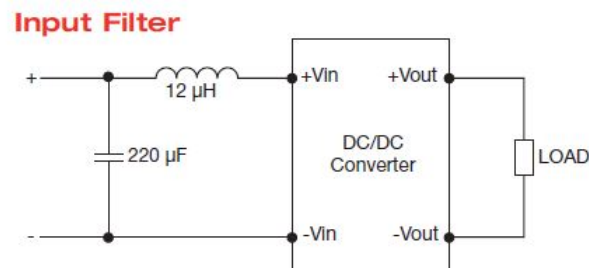 Input Filter
+
12 µH
+Vin
+Vout
220 µF
DC/DC
Converter
LOAD
-
-Vin
-Vout